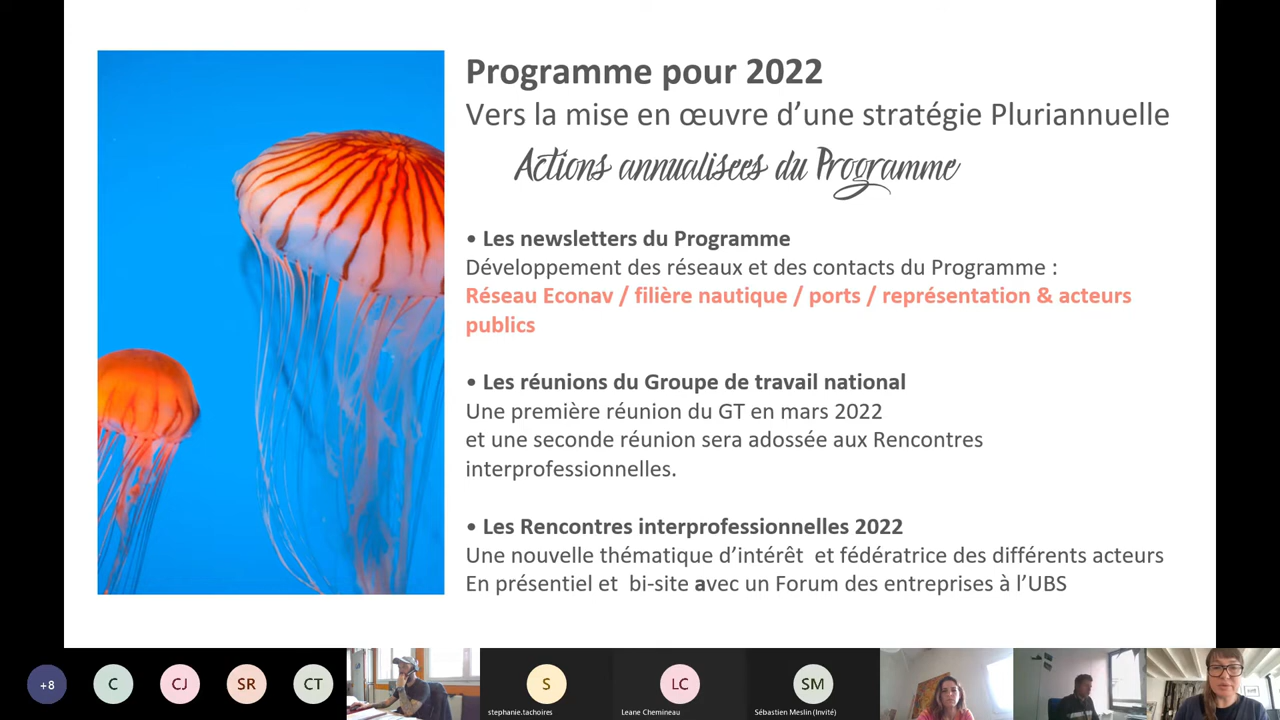 Programme pour 2022
Vers la mise en œuvre d’une stratégie Pluriannuelle
Actions annualisees du Programme
• Les newsletters du Programme
Développement des réseaux et des contacts du Programme :
Réseau Econav / filière nautique / ports / représentation & acteurs
publics
• Les réunions du Groupe de travail national
Une première réunion du GT en mars 2022
et une seconde réunion sera adossée aux Rencontres
interprofessionnelles.
• Les Rencontres interprofessionnelles 2022
Une nouvelle thématique d’intérêt et fédératrice des différents acteurs
En présentiel et bi-site avec un Forum des entreprises à l’UBS
+8
C
CJ
SR
CT
S
LC
SM
stephanie.tachoires
Leane Chemineau
Sébastien Meslin (Invité)